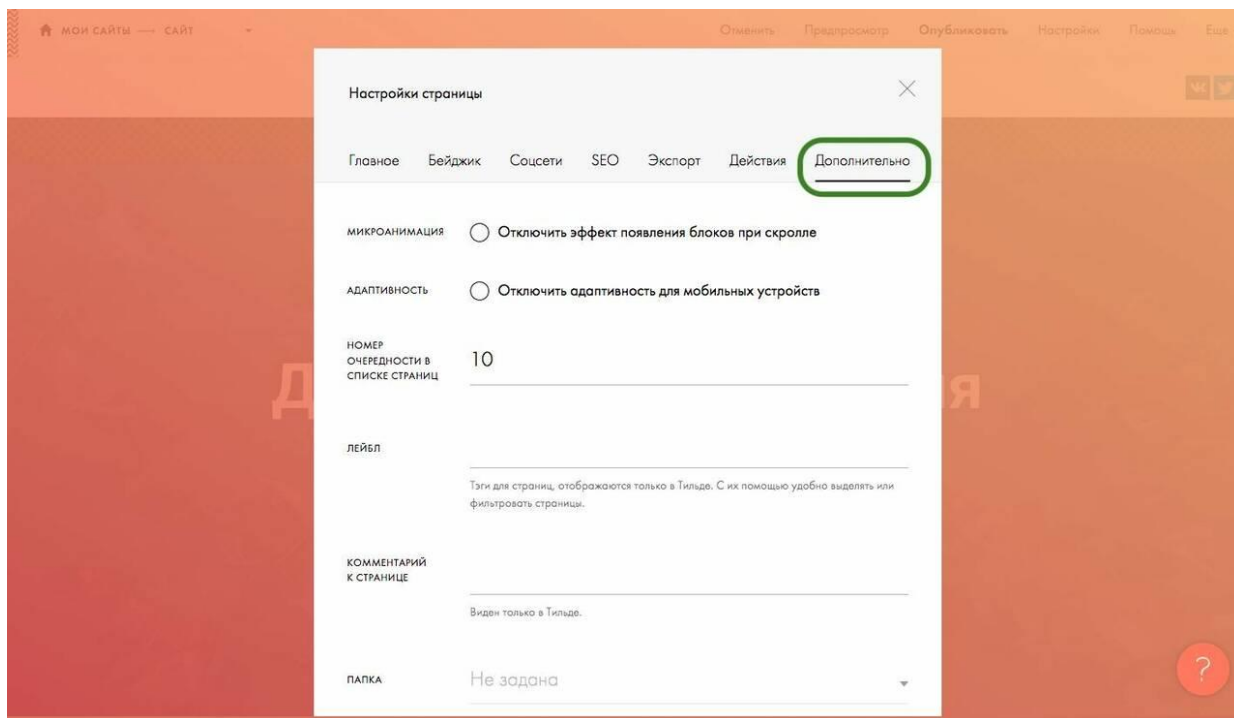 МОИ САЙТЫ — САЙТ
Отменить Предпросмотр Опубликовать Настройки Помощь Еще
Настройки страницы
Главное Бейджик Соцсети SEO Экспорт Действия Дополнительно
МИКРОАНИМАЦИЯ Отключить эффект появления блоков при скролле
АДАПТИВНОСТЬ Отключить адаптивность для мобильных устройств
НОМЕР
ОЧЕРЕДНОСТИ В
СПИСКЕ СТРАНИЦ
10
ЛЕЙБЛ
Тэги для страниц, отображаются только в Тильде. С их помощью удобно выделять или
фильтровать страницы.
КОММЕНТАРИЙ
К СТРАНИЦЕ
Виден только в Тильде.
ПАПКА Не задана
?